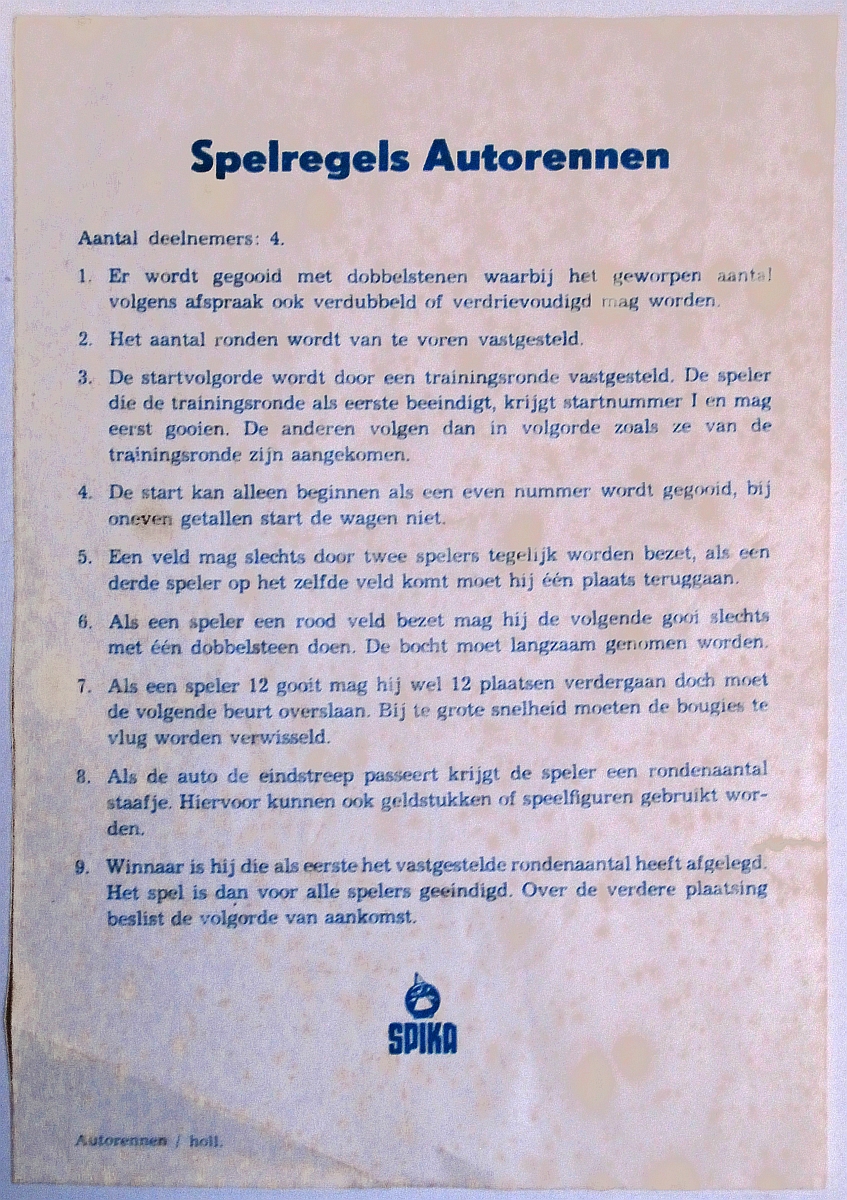 Spelregels Autorennen
Aantal deelnemers: 4.
1. Er wordt gegooid met dobbelstenen waarbij het geworpen aantal
volgens afspraak ook verdubbeld of verdrievoudigd mag worden.
2. Het aantal ronden wordt van te voren vastgesteld.
3. De startvolgorde wordt door een trainingsronde vastgesteld. De speler
die de trainingsronde als eerste beeindigt, krijgt startnummer I en mag
eerst gooien. De anderen volgen dan in volgorde zoals ze van de
trainingsronde zijn aangekomen.
4. De start kan alleen beginnen als een even nummer wordt gegooid, bij
oneven getallen start de wagen niet.
5. Een veld mag slechts door twee spelers tegelijk worden bezet, als een
derde speler op het zelfde veld komt moet hij één plaats teruggaan.
6. Als een speler een rood veld bezet mag hij de volgende gooi slechts
met één dobbelsteen doen. De bocht moet langzaam genomen worden.
7. Als een speler 12 gooit mag hij wel 12 plaatsen verdergaan doch moet
de volgende beurt overslaan. Bij te grote snelheid moeten de bougies te
vlug worden verwisseld.
8. Als de auto de eindstreep passeert krijgt de speler een rondenaantal
staafje. Hiervoor kunnen ook geldstukken of speelfiguren gebruikt wor-
den.
9. Winnaar is hij die als eerste het vastgestelde rondenaantal heeft afgelegd.
Het spel is dan voor alle spelers geeindigd. Over de verdere plaatsing
beslist de volgorde van aankomst.
SPIKA
Autorennen / holl.